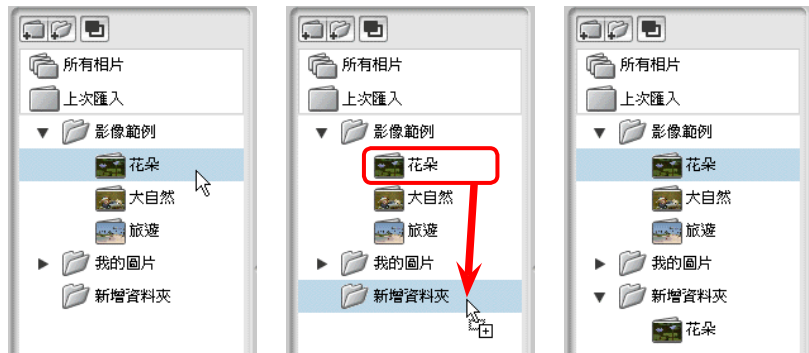 所有相片
上次匯入
影像範例
花朵
大自然
旅遊
我的圖片
新增資料夾
所有相片
上次匯入
影像範例
花朵
大自然
旅遊
我的圖片
新增資料夾
所有相片
上次匯入
影像範例
花朵
大自然
旅遊
我的圖片
新增資料夾
花朵